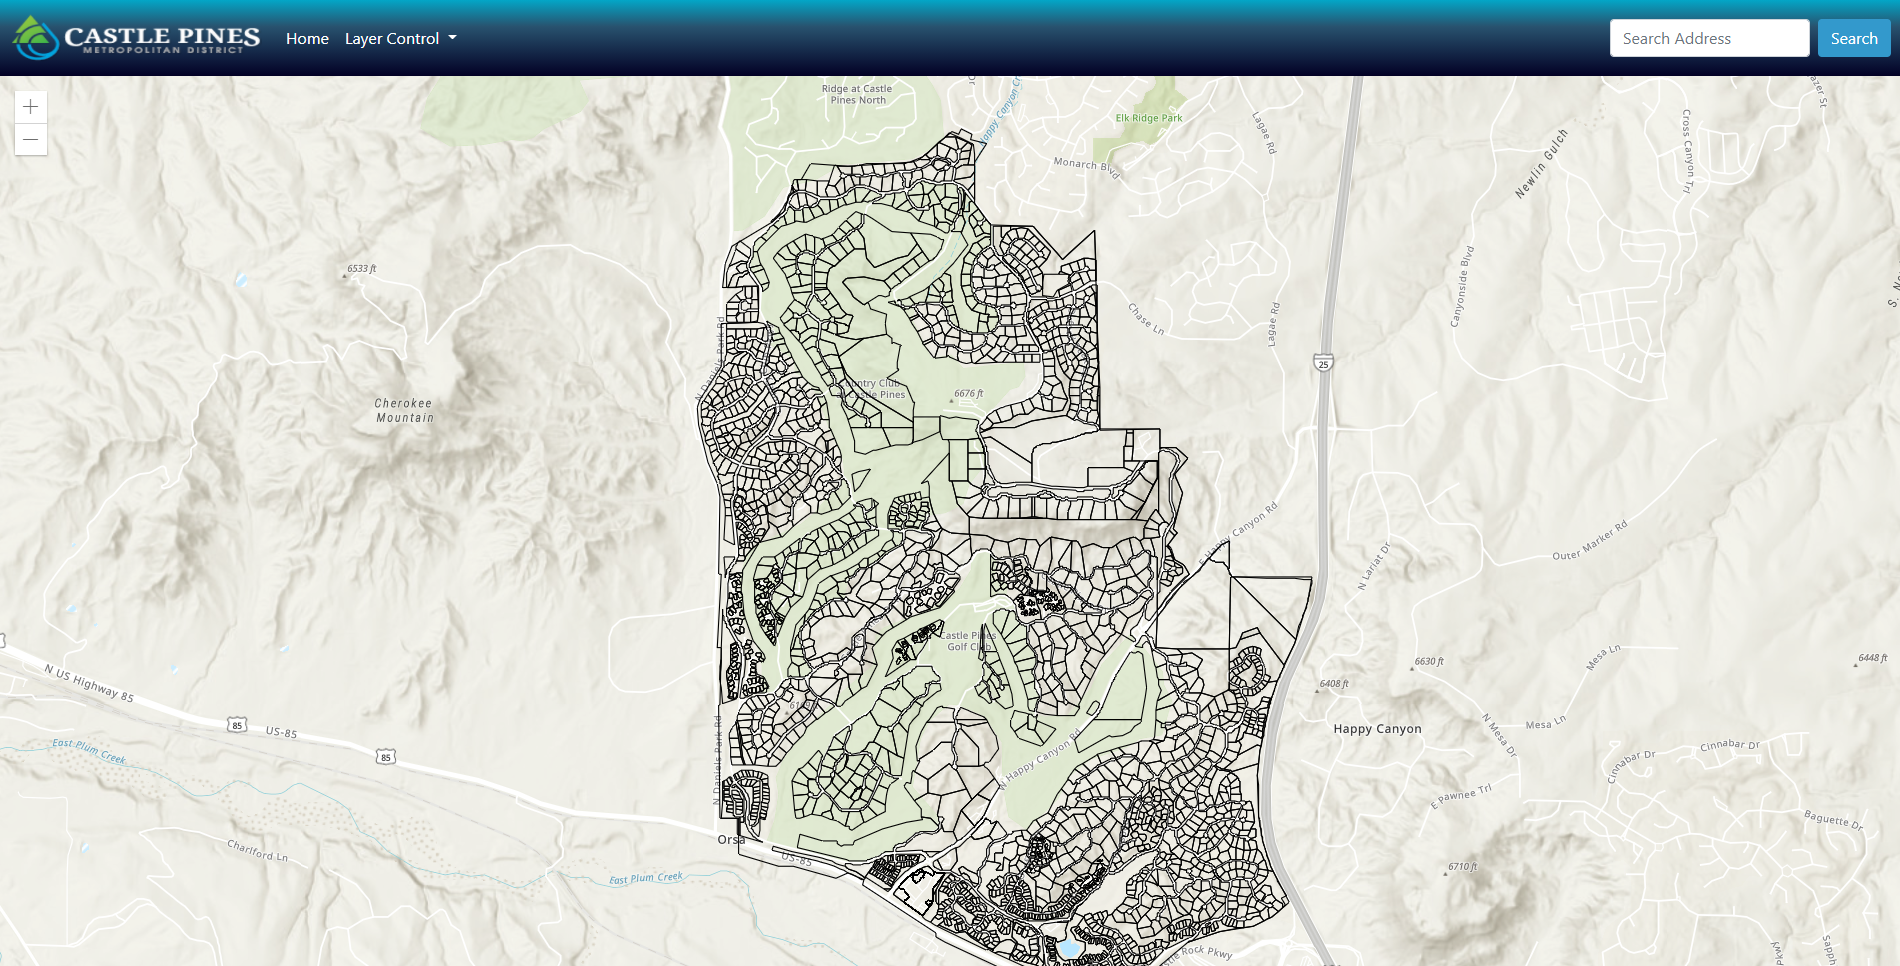 CASTLE PINES
METROPOLITAN DISTRICT
Home
Layer Control
Search Address
Search
Ridge at Castle
Pines North
Happy Canyon
Elk Ridge Park
Monarch Blvd
Lagae Rd
Newlin Gulch
Cross Canyon Trl
Canyonside Blvd
6533 ft
Chase Ln
Lagae Rd
N Daniels Park Rd
25
Country Club
at Castle Pines
6676 ft
Cherokee
Mountain
E Happy Canyon Rd
Outer Marker Rd
N Lariat Dr
Castle Pines
Golf Club
N US Highway 85
85
US-85
85
East Plum Creek
Mesa Ln
6630 ft
6448 ft
6408 ft
N Mesa Dr
Mesa Ln
Happy Canyon
W Happy Canyon Rd
N Daniels Park Rd
Cinnabar Dr
Cinnabar Dr
E Pawnee Trl
Baguette Dr
Orsa
US-85
Charlford Ln
East Plum Creek
6710 ft
Rock Pkwy